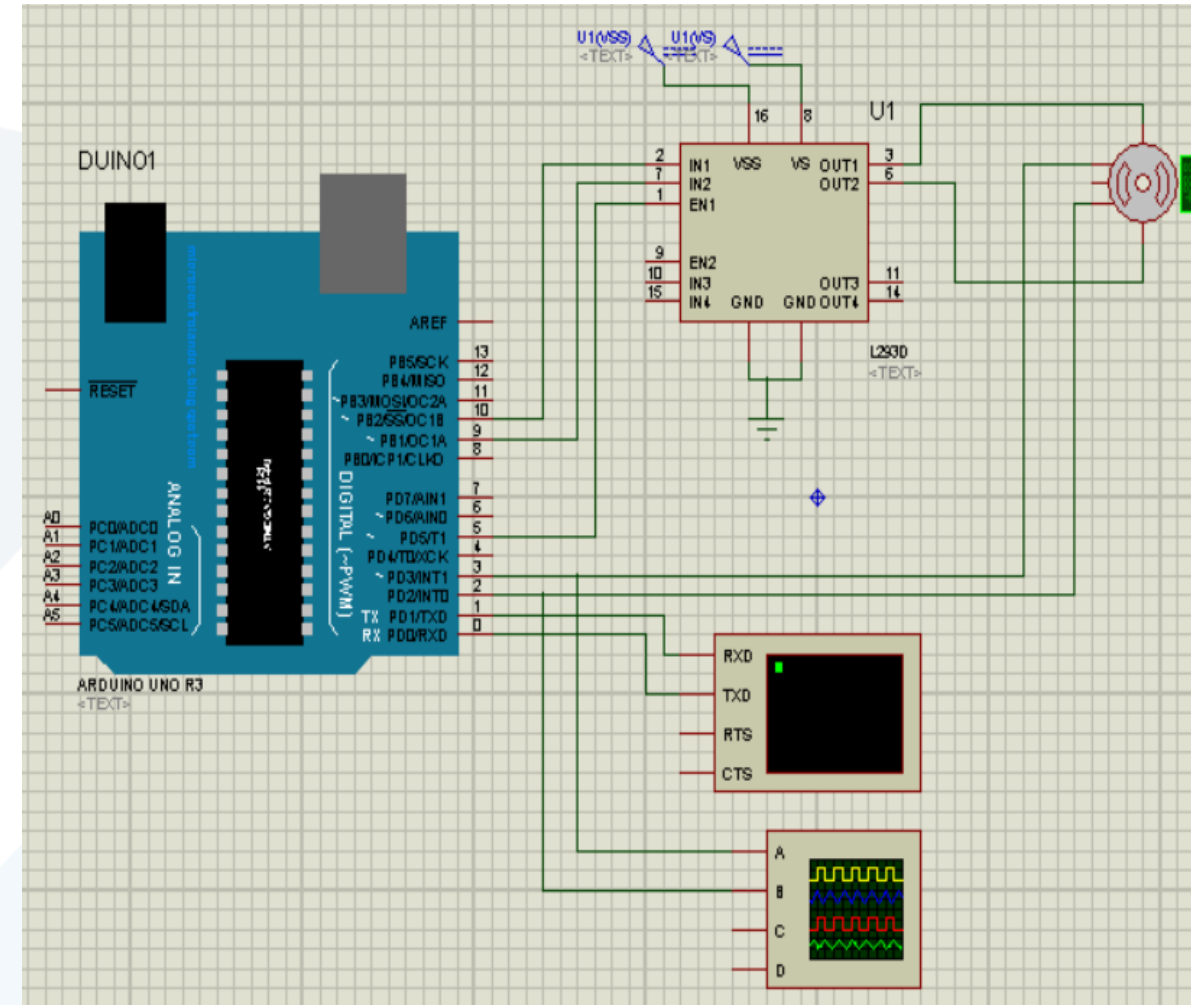 U1(VSS)
<TEXT>
U1(VS)
<TEXT>
DUINO1
U1
16
8
2
7
1
9
10
15
IN1
IN2
EN1
EN2
IN3
IN4
VSS
VS
OUT1
OUT2
OUT3
OUT4
GND
GND
3
6
11
14
L293D
<TEXT>
AREF
RESET
PB5/SCK
PB4/MISO
~PB3/MOSI/OC2A
~ PB2/SS/OC1B
~ PB1/OC1A
PB0/ICP1/CLKO
13
12
11
10
9
8
PD7/AIN1
~ PD6/AIN0
~ PD5/T1
PD4/T0/XCK
~ PD3/INT1
PD2/INT0
TX PD1/TXD
RX PD0/RXD
7
6
5
4
3
2
1
0
DIGITAL (~PWM)
ANALOG IN
A0
A1
A2
A3
A4
A5
PC0/ADC0
PC1/ADC1
PC2/ADC2
PC3/ADC3
PC4/ADC4/SDA
PC5/ADC5/SCL
ARDUINO UNO R3
<TEXT>
RXD
TXD
RTS
CTS
A
B
C
D